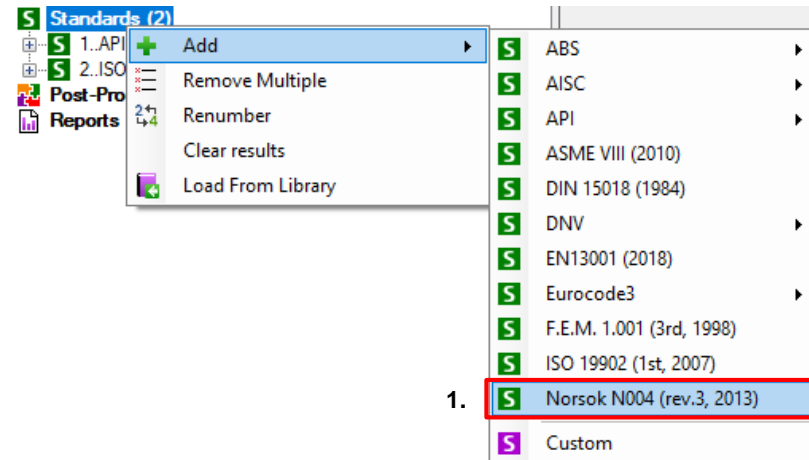 Standards (2)
1..API
2..ISO
Post-Pro
Reports
Add
Remove Multiple
Renumber
Clear results
Load From Library
ABS
AISC
API
ASME VIII (2010)
DIN 15018 (1984)
DNV
EN13001 (2018)
Eurocode3
F.E.M. 1.001 (3rd, 1998)
ISO 19902 (1st, 2007)
1. Norsok N004 (rev.3, 2013)
Custom